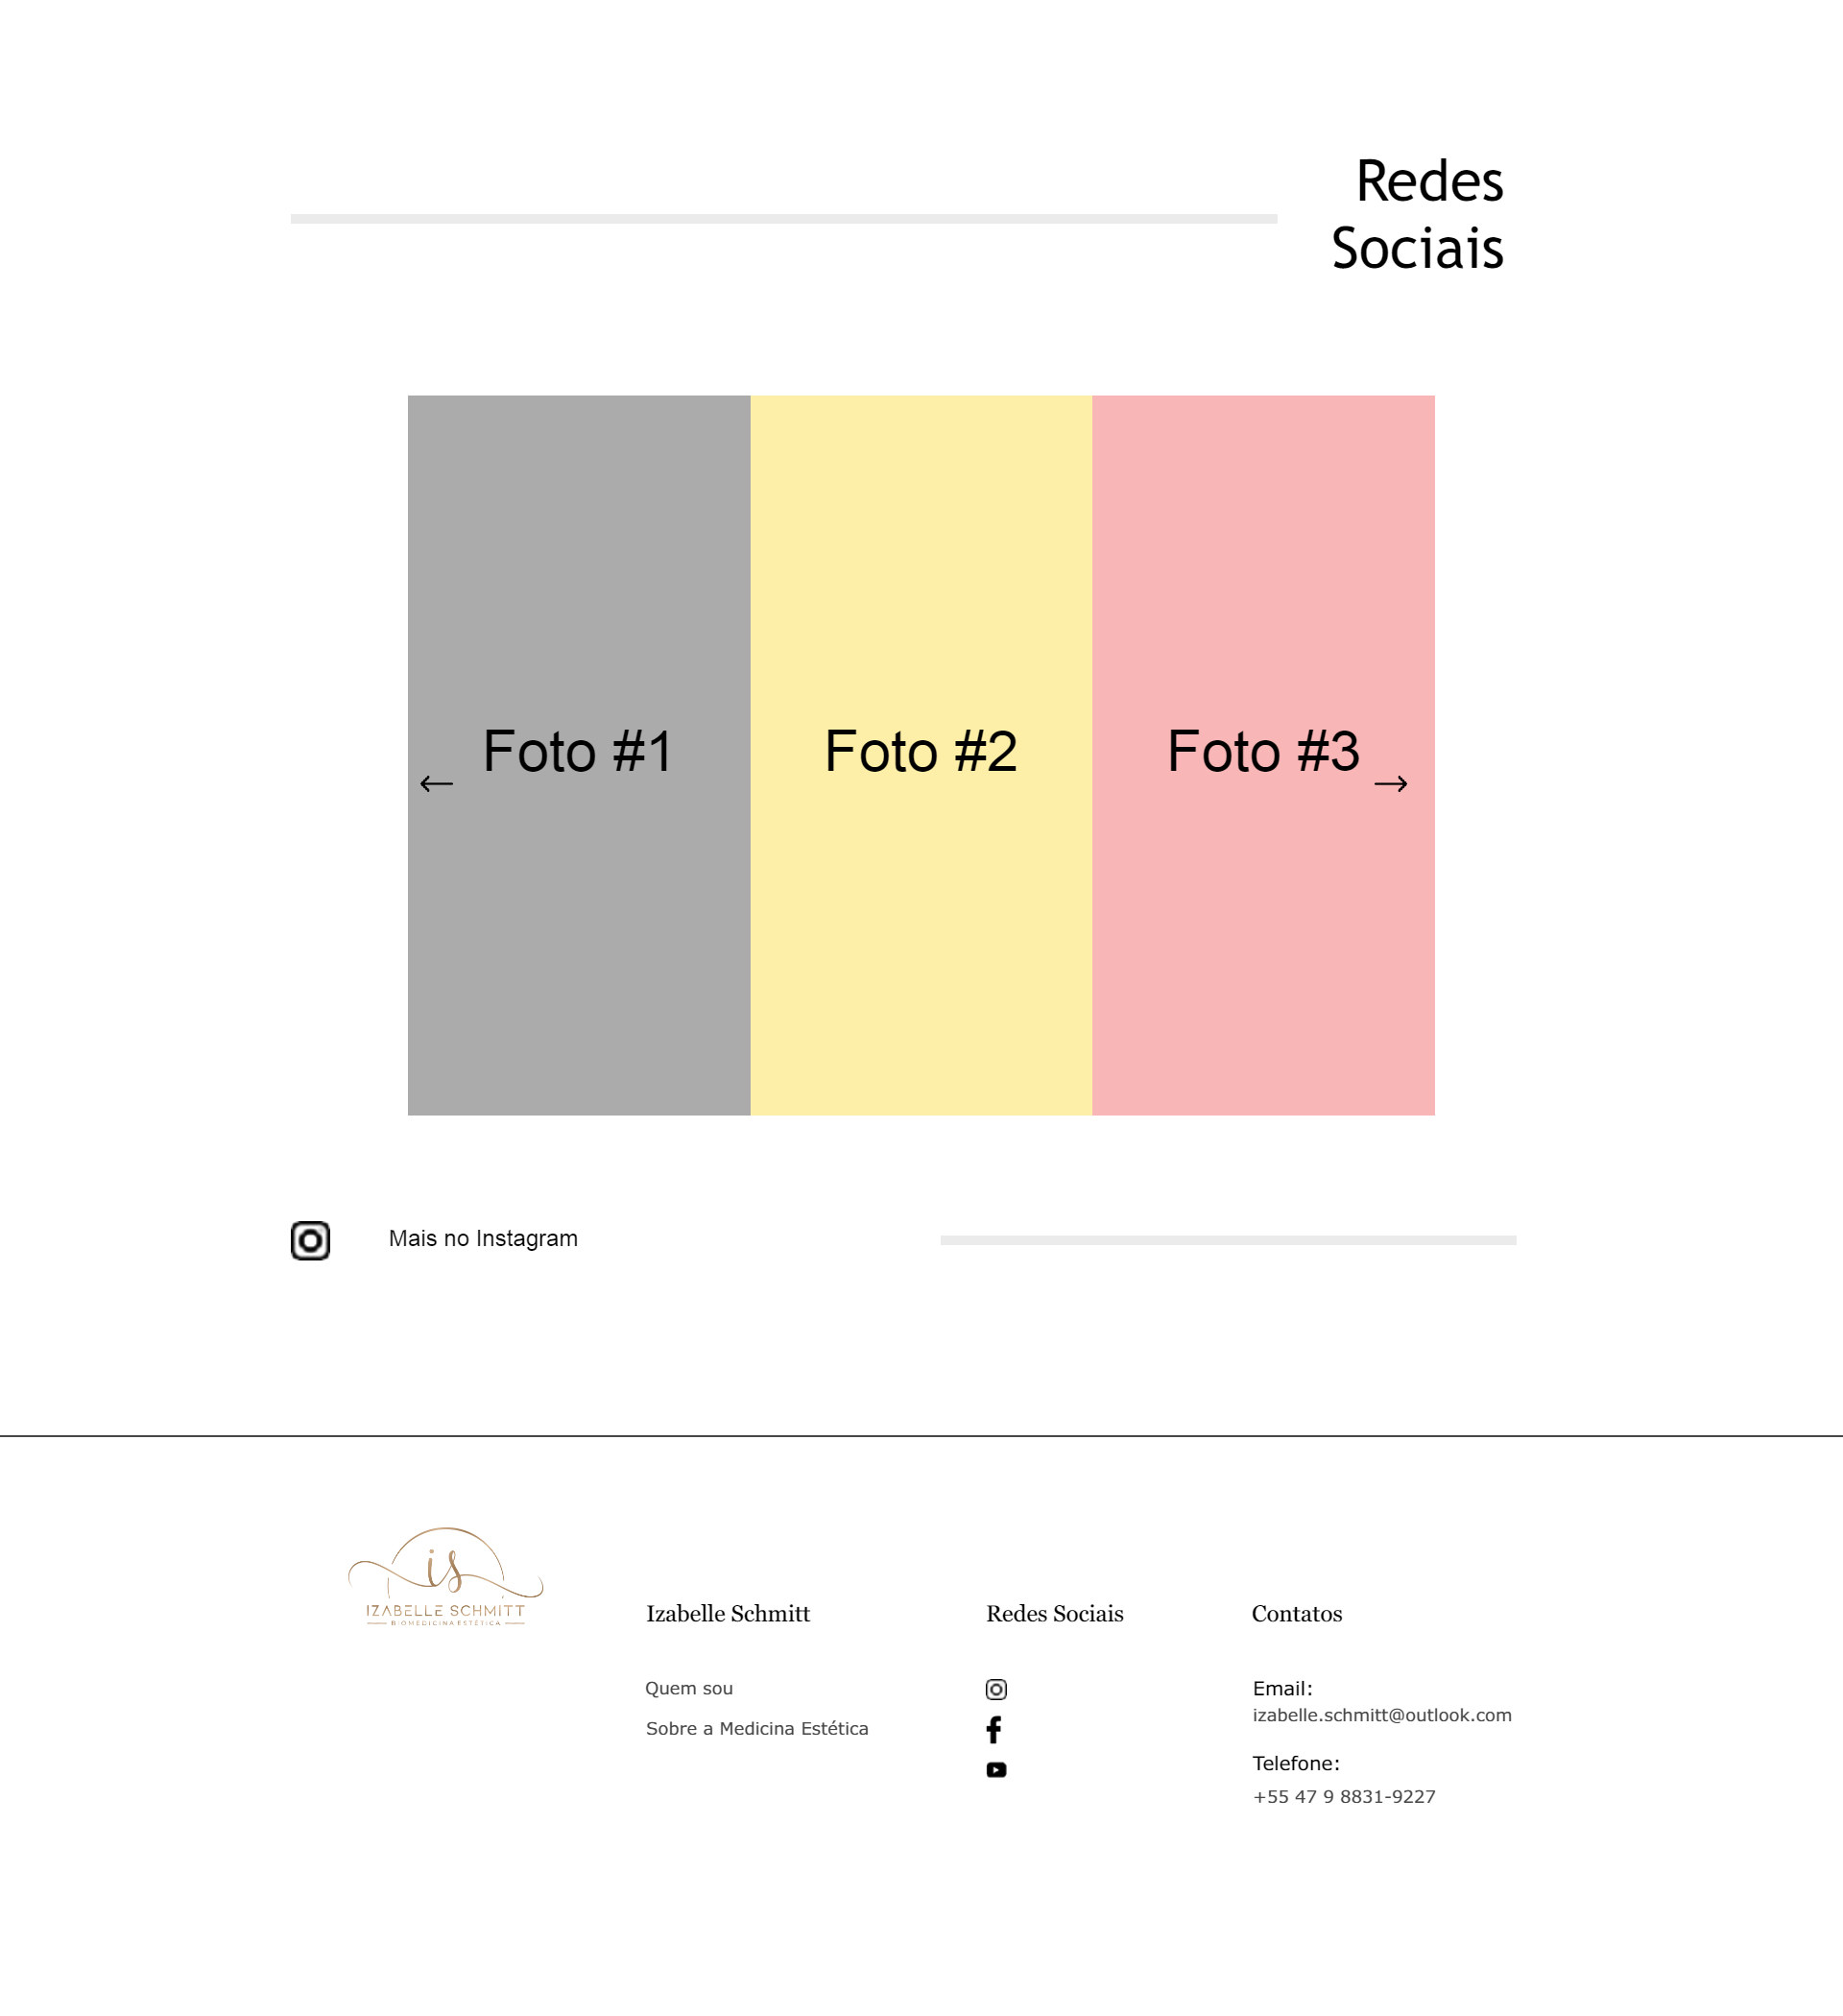 Redes
Sociais
Foto #1
Foto #2
Foto #3
Mais no Instagram
is
IZABELLE SCHMITT
BIOMEDICINA ESTÉTICA
Izabelle Schmitt
Quem sou
Sobre a Medicina Estética
Redes Sociais
Contatos
Email:
izabelle.schmitt@outlook.com
Telefone:
+55 47 9 8831-9227